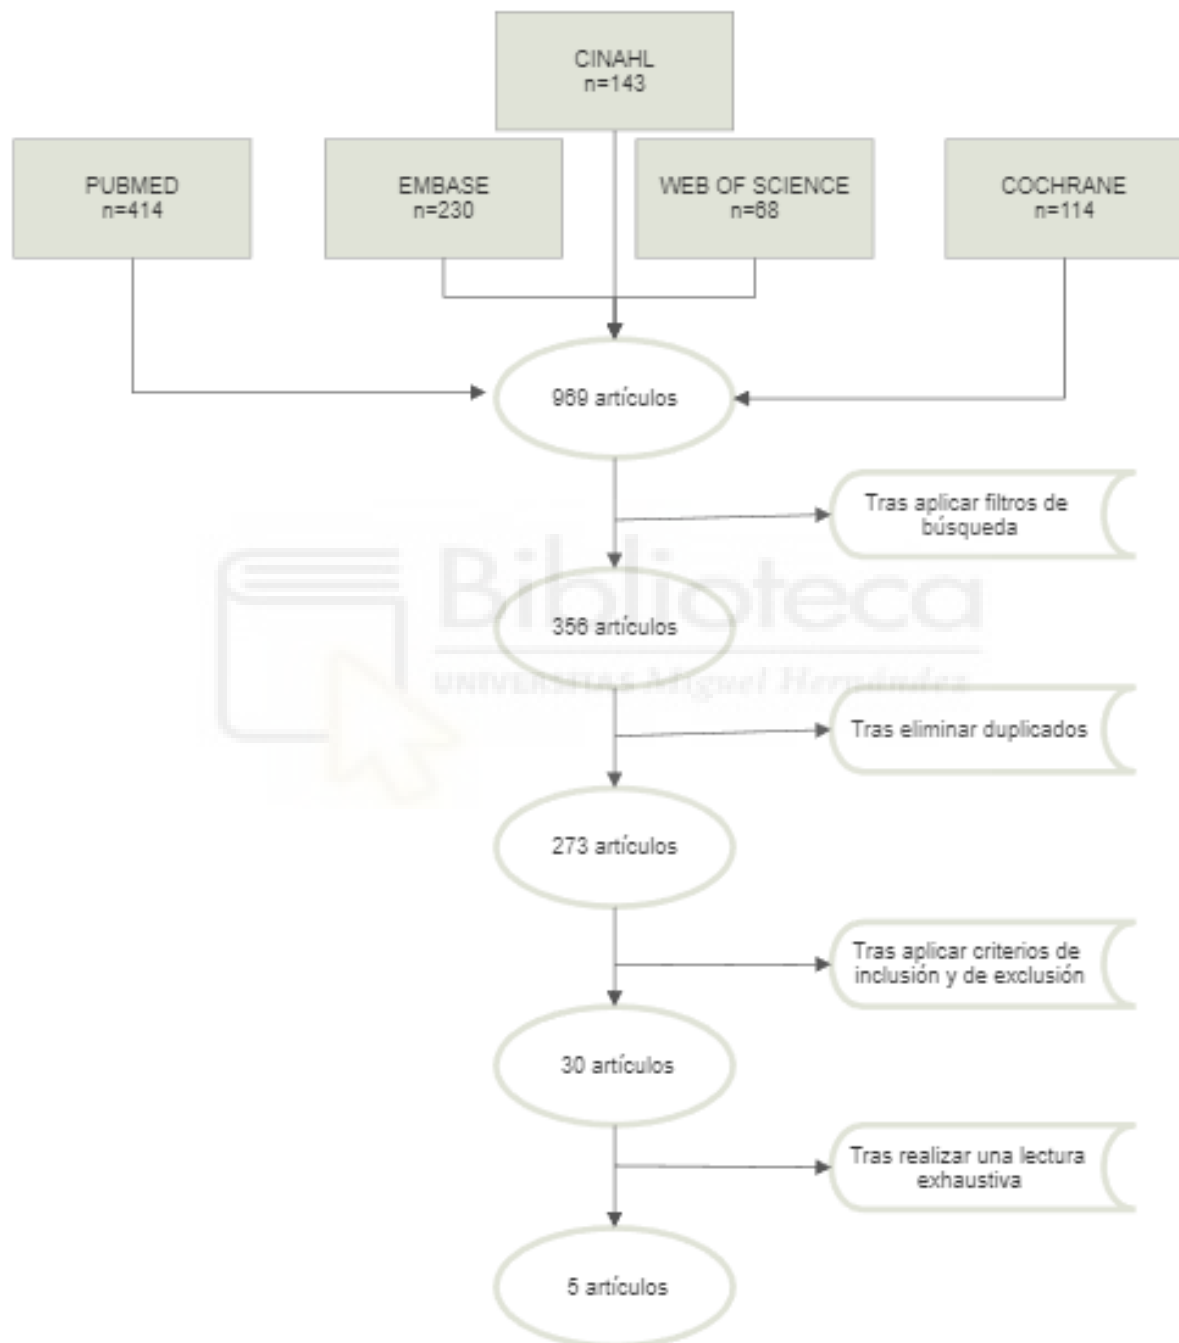 CINAHL
n=143
PUBMED
n=414
EMBASE
n=230
WEB OF SCIENCE
n=68
COCHRANE
n=114
969 artículos
Tras aplicar filtros de
búsqueda
Biblioteca
UNIVERSITAS Miguel Hernández
356 artículos
Tras eliminar duplicados
273 artículos
Tras aplicar criterios de
inclusión y de exclusión
30 artículos
Tras realizar una lectura
exhaustiva
5 artículos